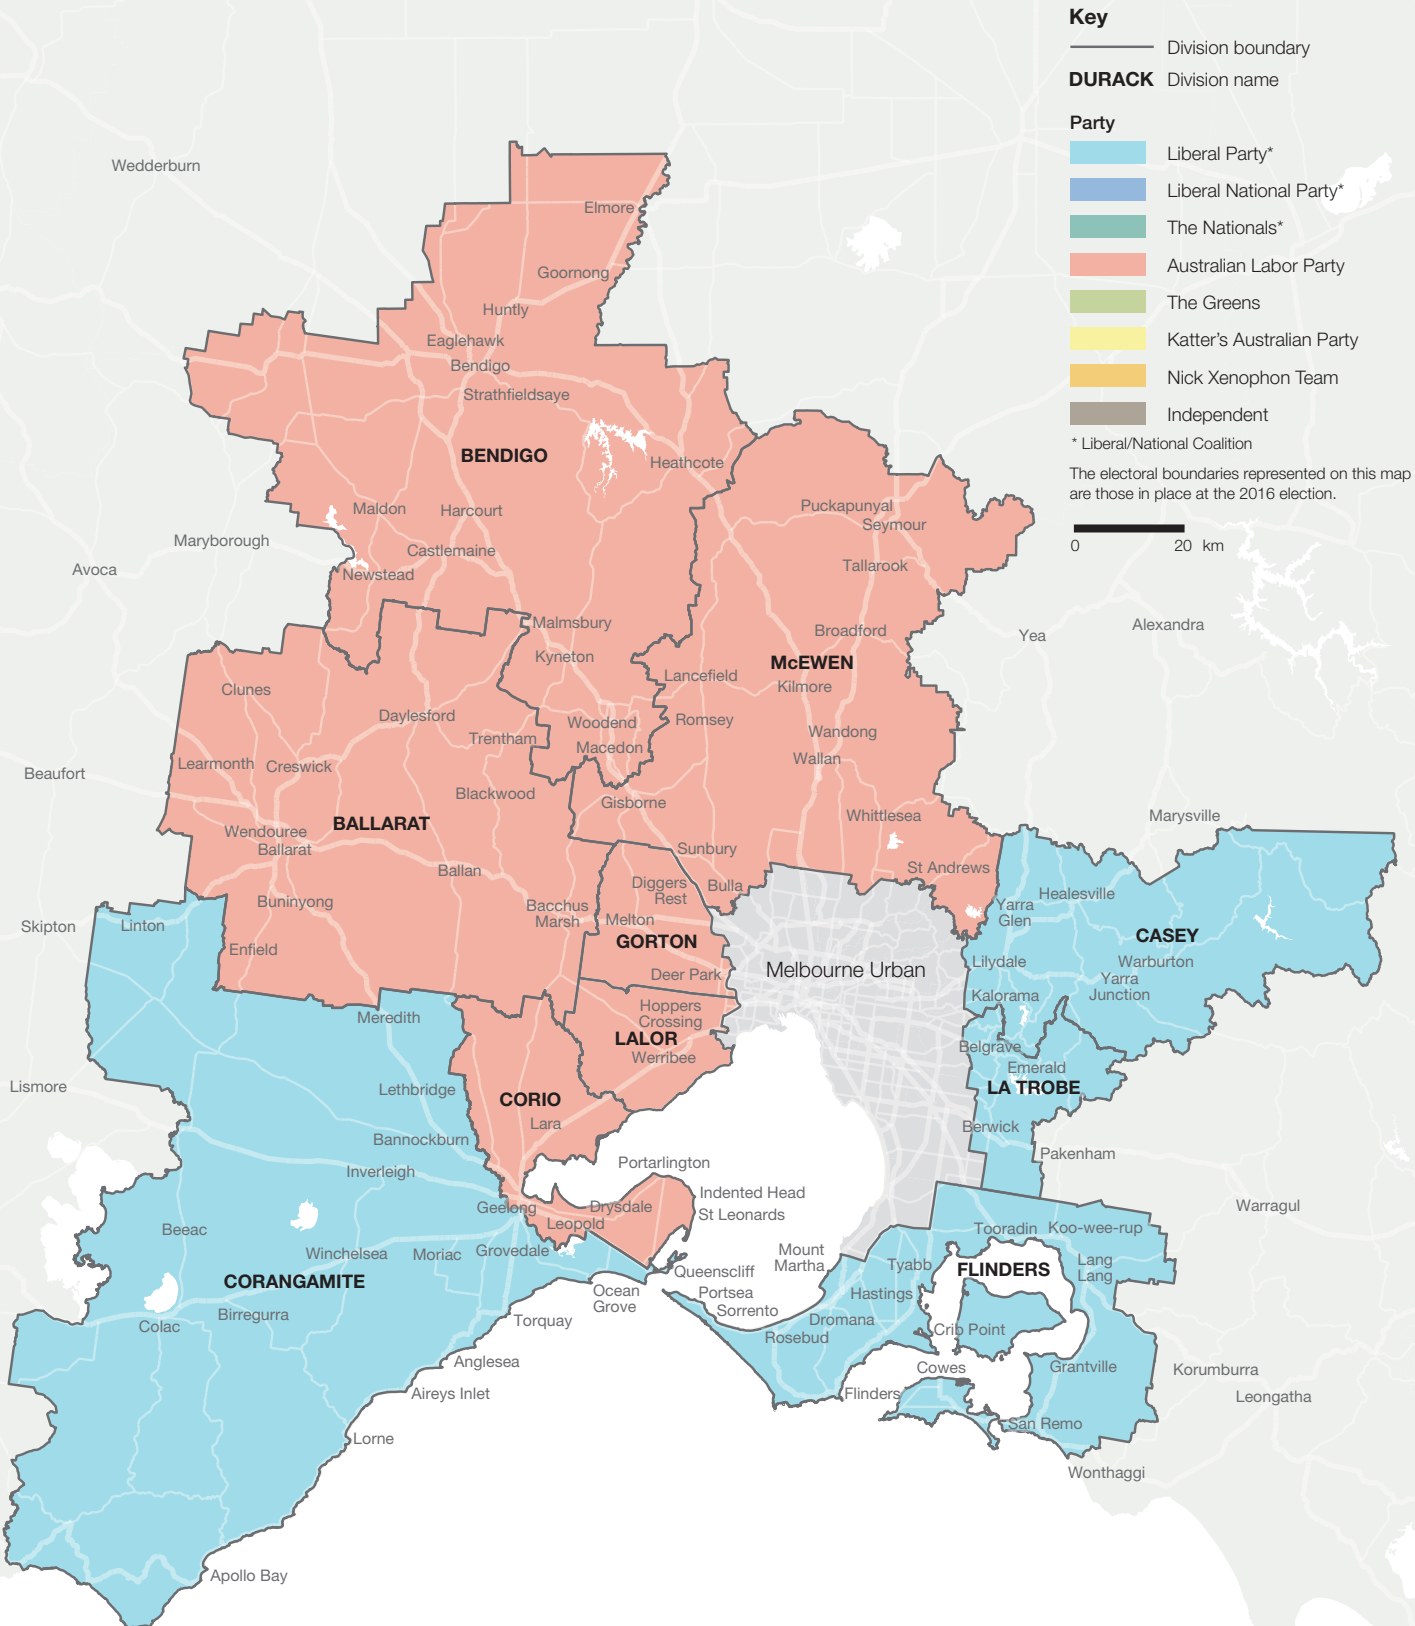 Key
Division boundary
DURACK Division name
Party
Liberal Party*
Liberal National Party*
The Nationals*
Australian Labor Party
The Greens
Katter's Australian Party
Nick Xenophon Team
Independent
* Liberal/National Coalition
The electoral boundaries represented on this map
are those in place at the 2016 election.
0 20 km
Wedderburn
Elmore
Goornong
Huntly
Eaglehawk
Bendigo
Strathfieldsaye
BENDIGO
Heathcote
Maldon
Harcourt
Puckapunyal
Seymour
Maryborough
Castlemaine
Avoca
Newstead
Tallarook
Malmsbury
Broadford
Yea
Alexandra
Kyneton
McEWEN
Lancefield
Kilmore
Clunes
Daylesford
Woodend
Romsey
Trentham
Macedon
Wandong
Wallan
Learmonth
Creswick
Beaufort
Blackwood
Gisborne
Whittlesea
Marysville
BALLARAT
Wendouree
Ballarat
Sunbury
Ballan
St Andrews
Diggers
Rest
Bulla
Healesville
Buninyong
Bacchus
Marsh
Melton
Yarra
Glen
Skipton
Linton
GORTON
CASEY
Enfield
Deer Park
Melbourne Urban
Lilydale
Warburton
Yarra
Junction
Kalorama
Meredith
Hoppers
Crossing
LALOR
Werribee
Belgrave
Emerald
LA TROBE
Lismore
Lethbridge
CORIO
Lara
Berwick
Bannockburn
Pakenham
Inverleigh
Portarlington
Indented Head
St Leonards
Geelong
Drysdale
Leopold
Warragul
Beeac
Tooradin
Koo-wee-rup
Winchelsea
Moriac
Grovedale
Mount
Martha
Tyabb
FLINDERS
Lang
Lang
CORANGAMITE
Queenscliff
Ocean
Grove
Portsea
Sorrento
Hastings
Birregurra
Colac
Torquay
Dromana
Rosebud
Crib Point
Anglesea
Cowes
Grantville
Korumburra
Aireys Inlet
Flinders
Leongatha
San Remo
Lorne
Wonthaggi
Apollo Bay